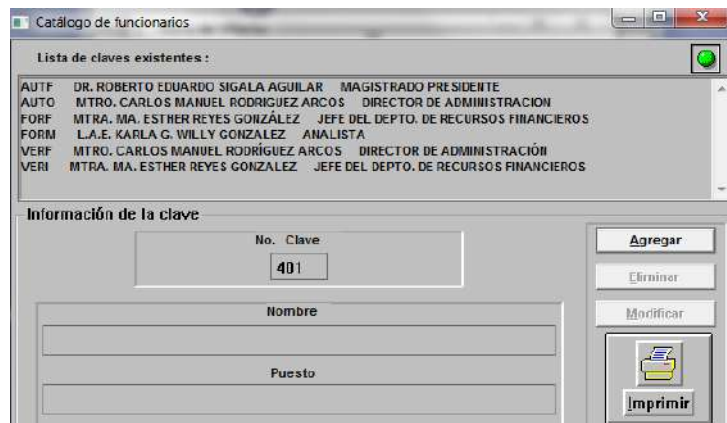 Catálogo de funcionarios
Lista de claves existentes :
AUTF DR. ROBERTO EDUARDO SIGALA AGUILAR MAGISTRADO PRESIDENTE
AUTO MTRO. CARLOS MANUEL RODRIGUEZ ARCOS DIRECTOR DE ADMINISTRACION
FORF MTRA. MA. ESTHER REYES GONZÁLEZ JEFE DEL DEPTO. DE RECURSOS FINANCIEROS
FORM L.A.E. KARLA G. WILLY GONZALEZ ANALISTA
VERF MTRO. CARLOS MANUEL RODRÍGUEZ ARCOS DIRECTOR DE ADMINISTRACIÓN
VERI MTRA. MA. ESTHER REYES GONZALEZ JEFE DEL DEPTO. DE RECURSOS FINANCIEROS
Información de la clave
No. Clave
401
Nombre
Puesto
Agregar
Eliminar
Modificar
Imprimir